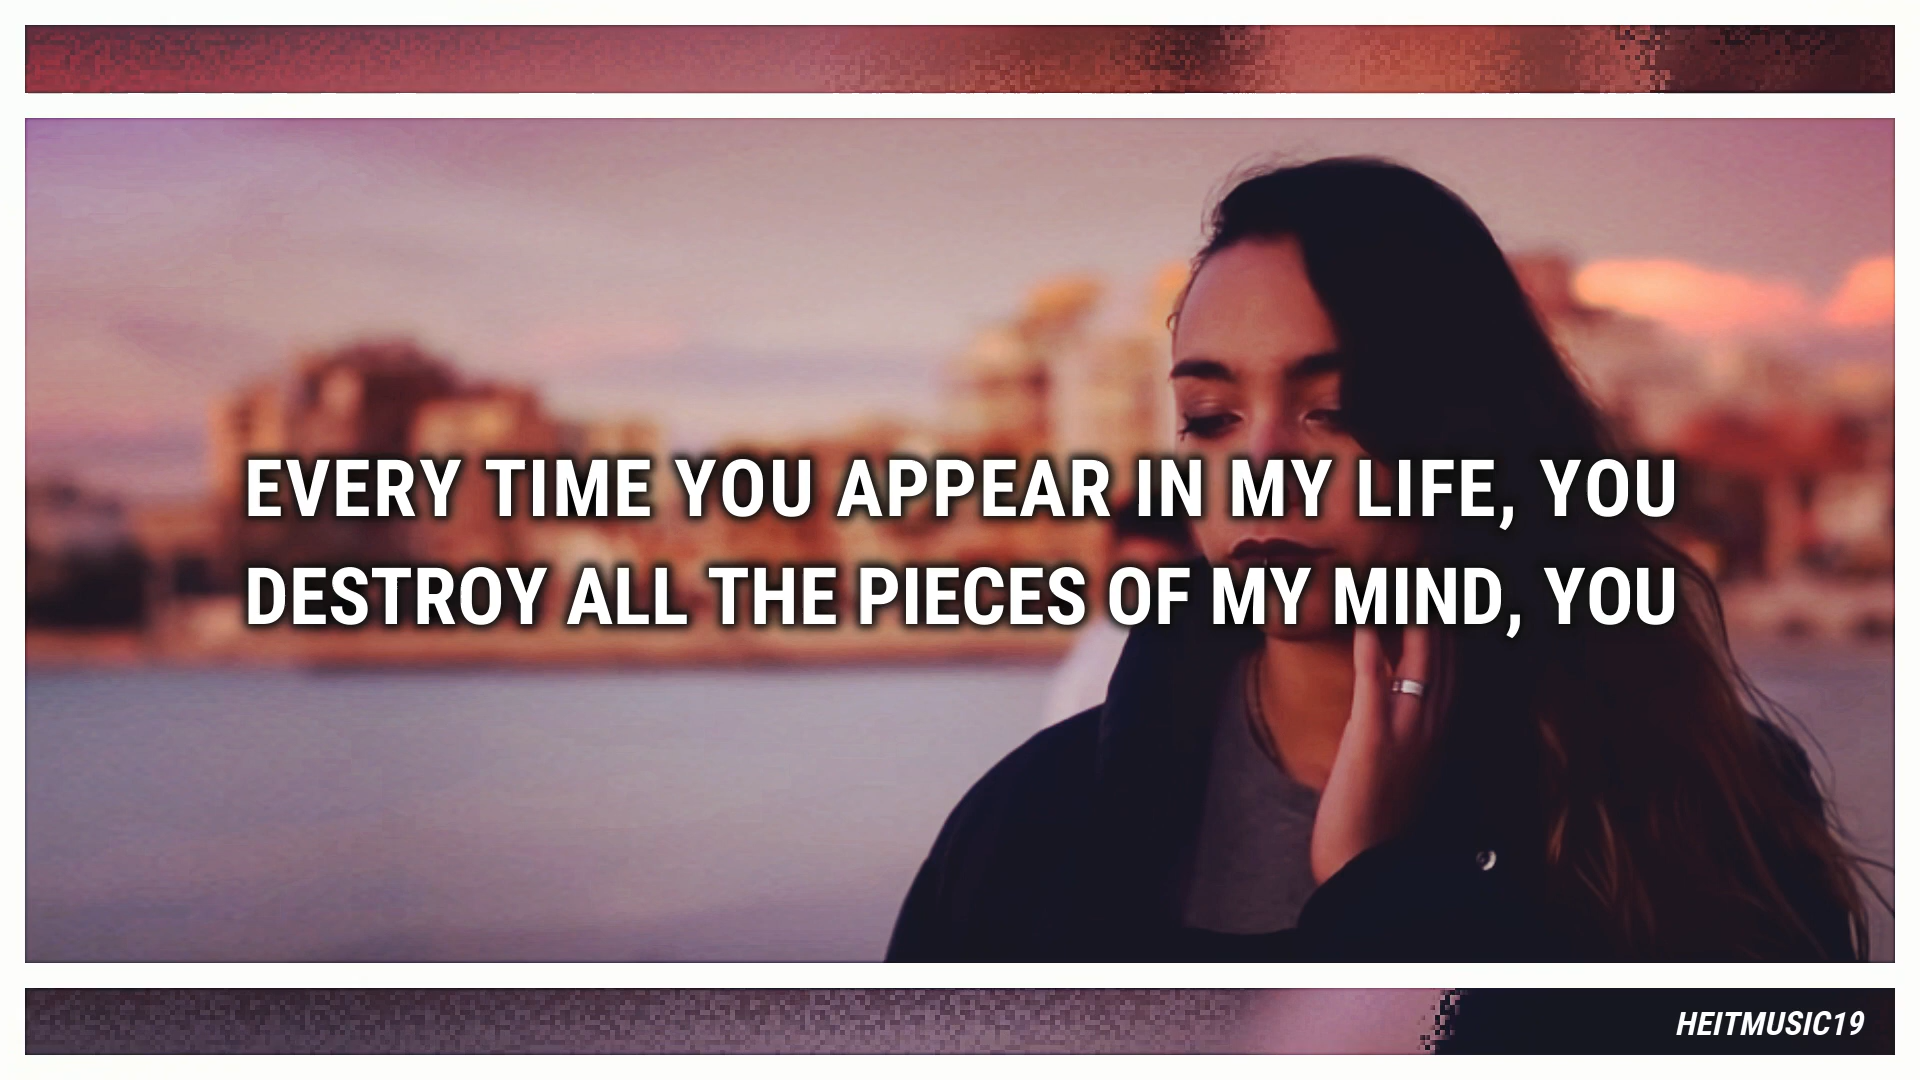 EVERY TIME YOU APPEAR IN MY LIFE, YOU
DESTROY ALL THE PIECES OF MY MIND, YOU
HEITMUSIC19